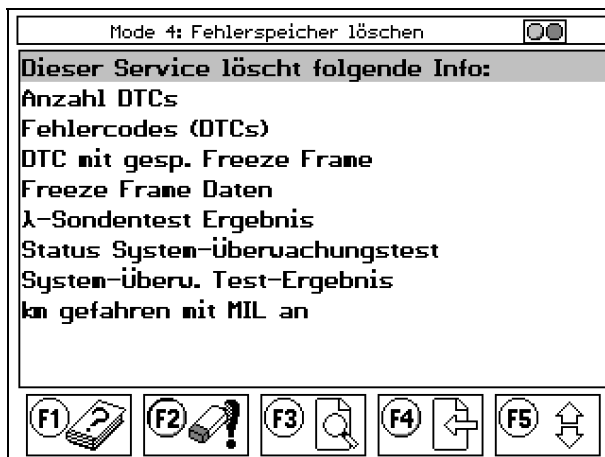 Mode 4: Fehlerspeicher löschen
Dieser Service löscht folgende Info:
Anzahl DTCs
Fehlercodes (DTCs)
DTC mit gesp. Freeze Frame
Freeze Frame Daten
λ-Sondentest Ergebnis
Status System-Überwachungstest
System-Überw. Test-Ergebnis
km gefahren mit MIL an
F1 ? F2 ! F3 F4 F5